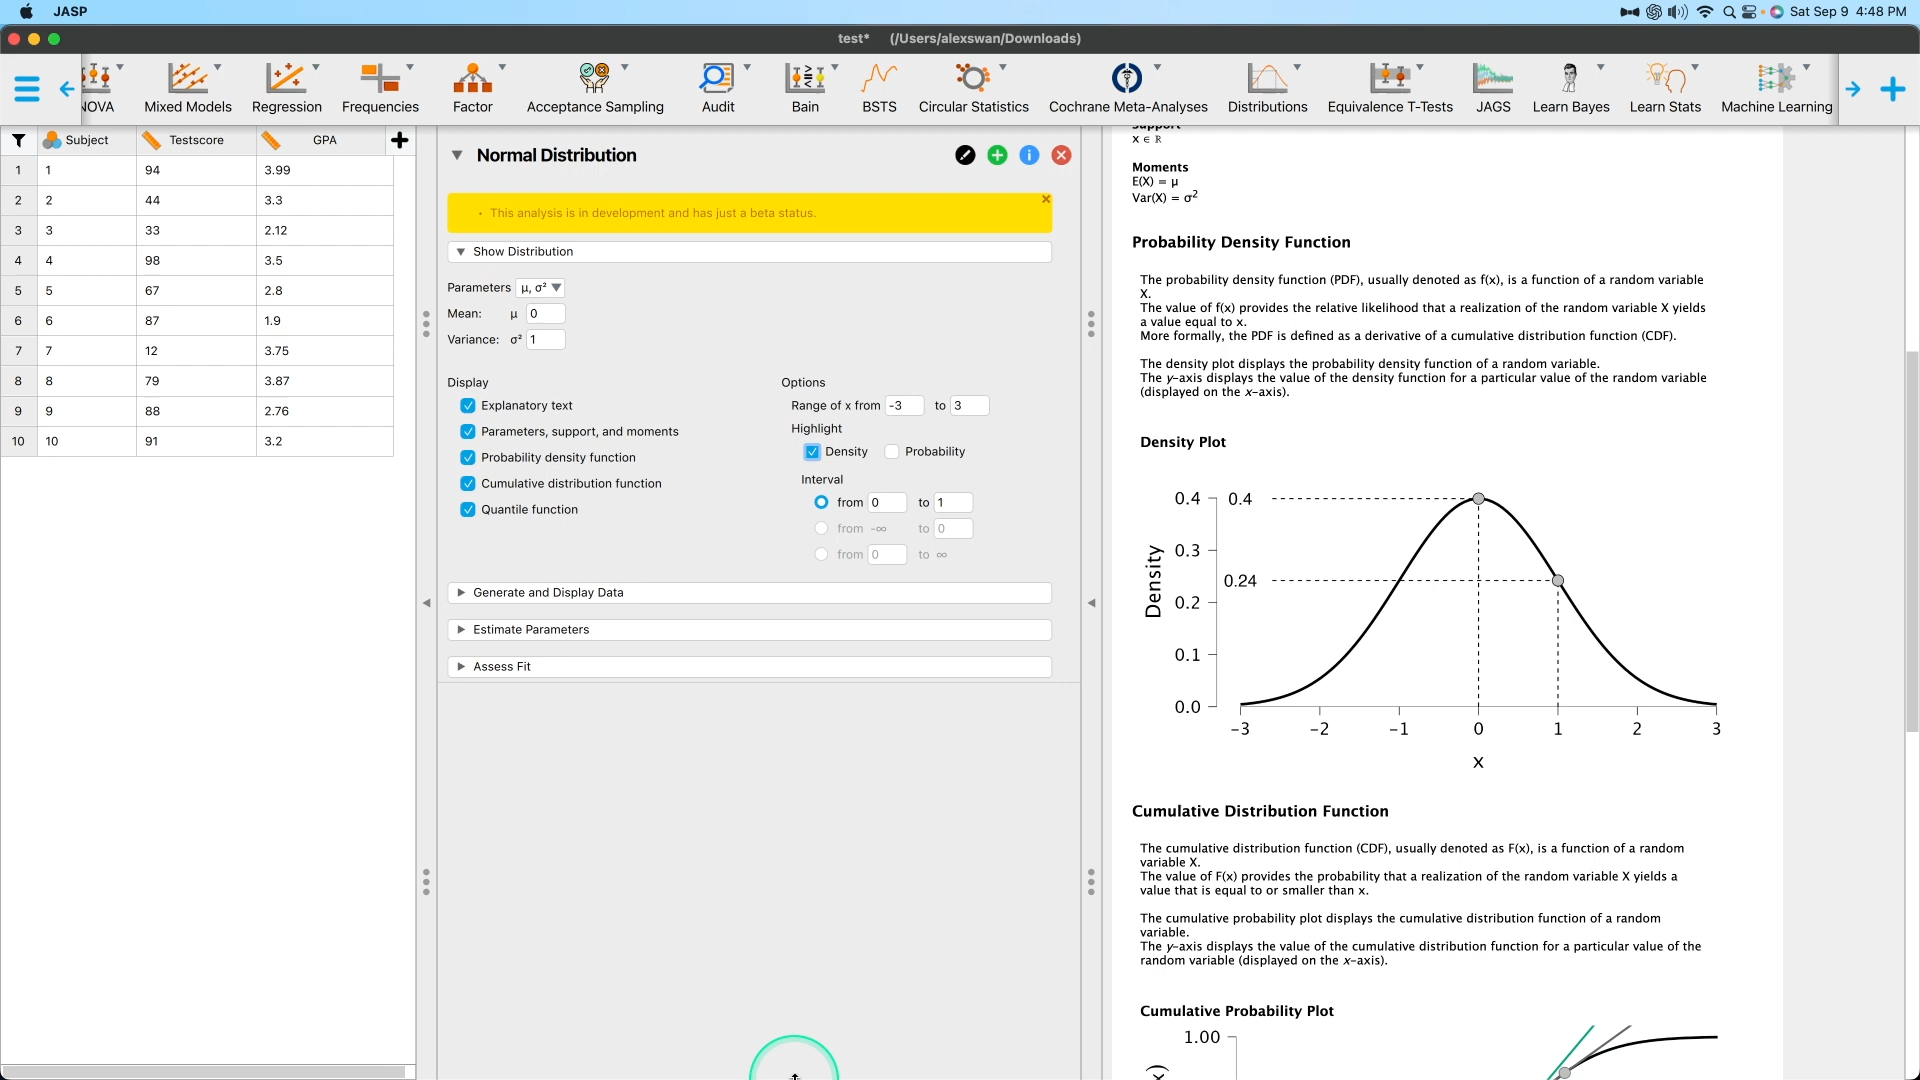 JASP
Sat Sep 9 4:48 PM
test* (/Users/alexswan/Downloads)
NOVA
Mixed Models
Regression
Frequencies
Factor
Acceptance Sampling
Audit
Bain
BSTS
Circular Statistics
Cochrane Meta-Analyses
Distributions
Equivalence T-Tests
JAGS
Learn Bayes
Learn Stats
Machine Learning
Subject Testscore GPA
1 1 94 3.99
2 2 44 3.3
3 3 33 2.12
4 4 98 3.5
5 5 67 2.8
6 6 87 1.9
7 7 12 3.75
8 8 79 3.87
9 9 88 2.76
10 10 91 3.2
Normal Distribution
• This analysis is in development and has just a beta status.
Show Distribution
Parameters μ, σ²
Mean: μ 0
Variance: σ² 1
Display
Explanatory text
Parameters, support, and moments
Probability density function
Cumulative distribution function
Quantile function
Options
Range of x from -3 to 3
Highlight
Density Probability
Interval
from 0 to 1
from -∞ to 0
from 0 to ∞
Generate and Display Data
Estimate Parameters
Assess Fit
Support
x ∈ ℝ
Moments
E(X) = μ
Var(X) = σ²
Probability Density Function
The probability density function (PDF), usually denoted as f(x), is a function of a random variable
X.
The value of f(x) provides the relative likelihood that a realization of the random variable X yields
a value equal to x.
More formally, the PDF is defined as a derivative of a cumulative distribution function (CDF).
The density plot displays the probability density function of a random variable.
The y-axis displays the value of the density function for a particular value of the random variable
(displayed on the x-axis).
Density Plot
0.4 0.4
0.3
0.24
0.2
0.1
0.0
Density
-3 -2 -1 0 1 2 3
x
Cumulative Distribution Function
The cumulative distribution function (CDF), usually denoted as F(x), is a function of a random
variable X.
The value of F(x) provides the probability that a realization of the random variable X yields a
value that is equal to or smaller than x.
The cumulative probability plot displays the cumulative distribution function of a random
variable.
The y-axis displays the value of the cumulative distribution function for a particular value of the
random variable (displayed on the x-axis).
Cumulative Probability Plot
1.00